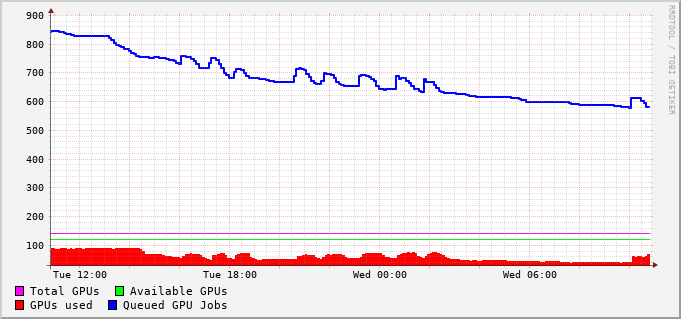 900
800
700
600
500
400
300
200
100
Tue 12:00 Tue 18:00 Wed 00:00 Wed 06:00
Total GPUs Available GPUs
GPUs used Queued GPU Jobs
RRDTOOL / TOBI OETIKER